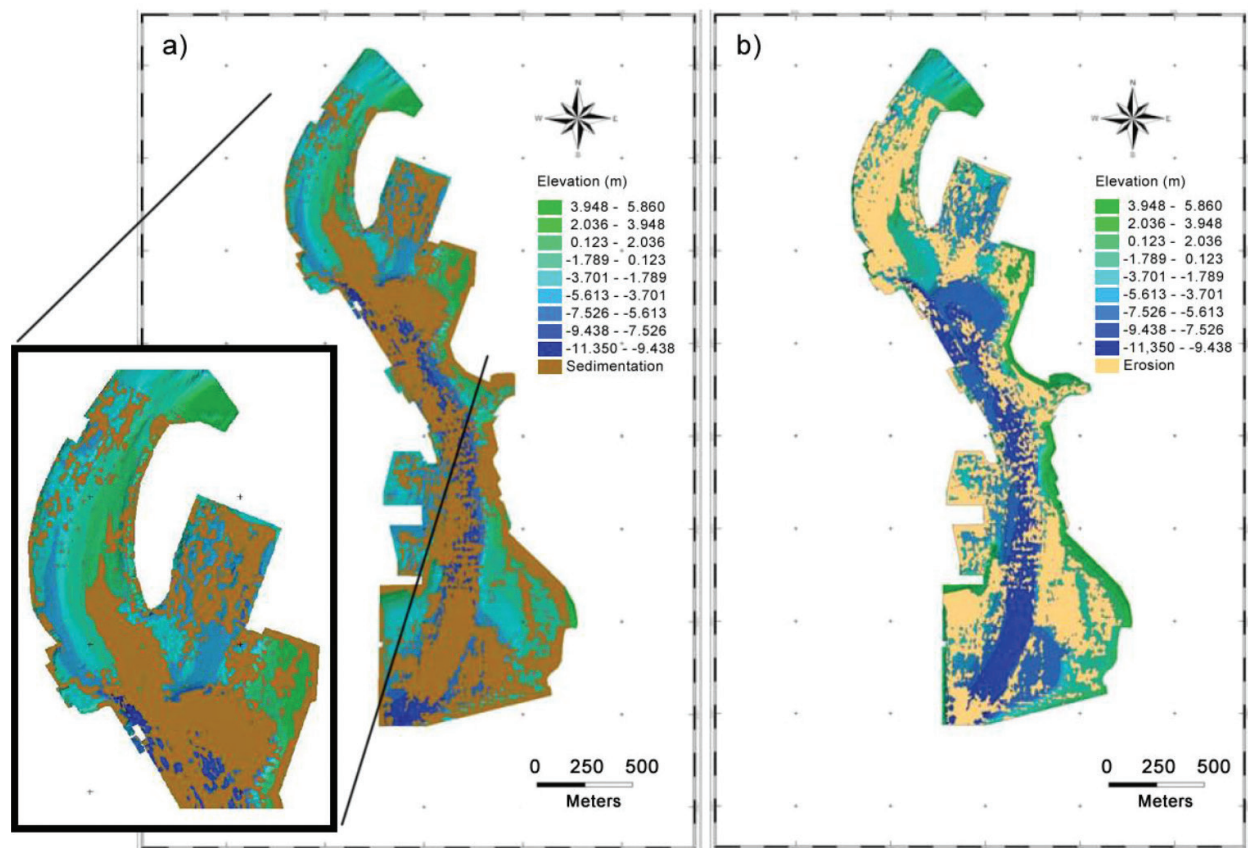 a)
N
W E
S
Elevation (m)
3.948 - 5.860
2.036 - 3.948
0.123 - 2.036
-1.789 - 0.123
-3.701 - -1.789
-5.613 - -3.701
-7.526 - -5.613
-9.438 - -7.526
-11.350 - -9.438
Sedimentation
0 250 500
Meters
b)
N
W E
S
Elevation (m)
3.948 - 5.860
2.036 - 3.948
0.123 - 2.036
-1.789 - 0.123
-3.701 - -1.789
-5.613 - -3.701
-7.526 - -5.613
-9.438 - -7.526
-11,350 - -9.438
Erosion
0 250 500
Meters